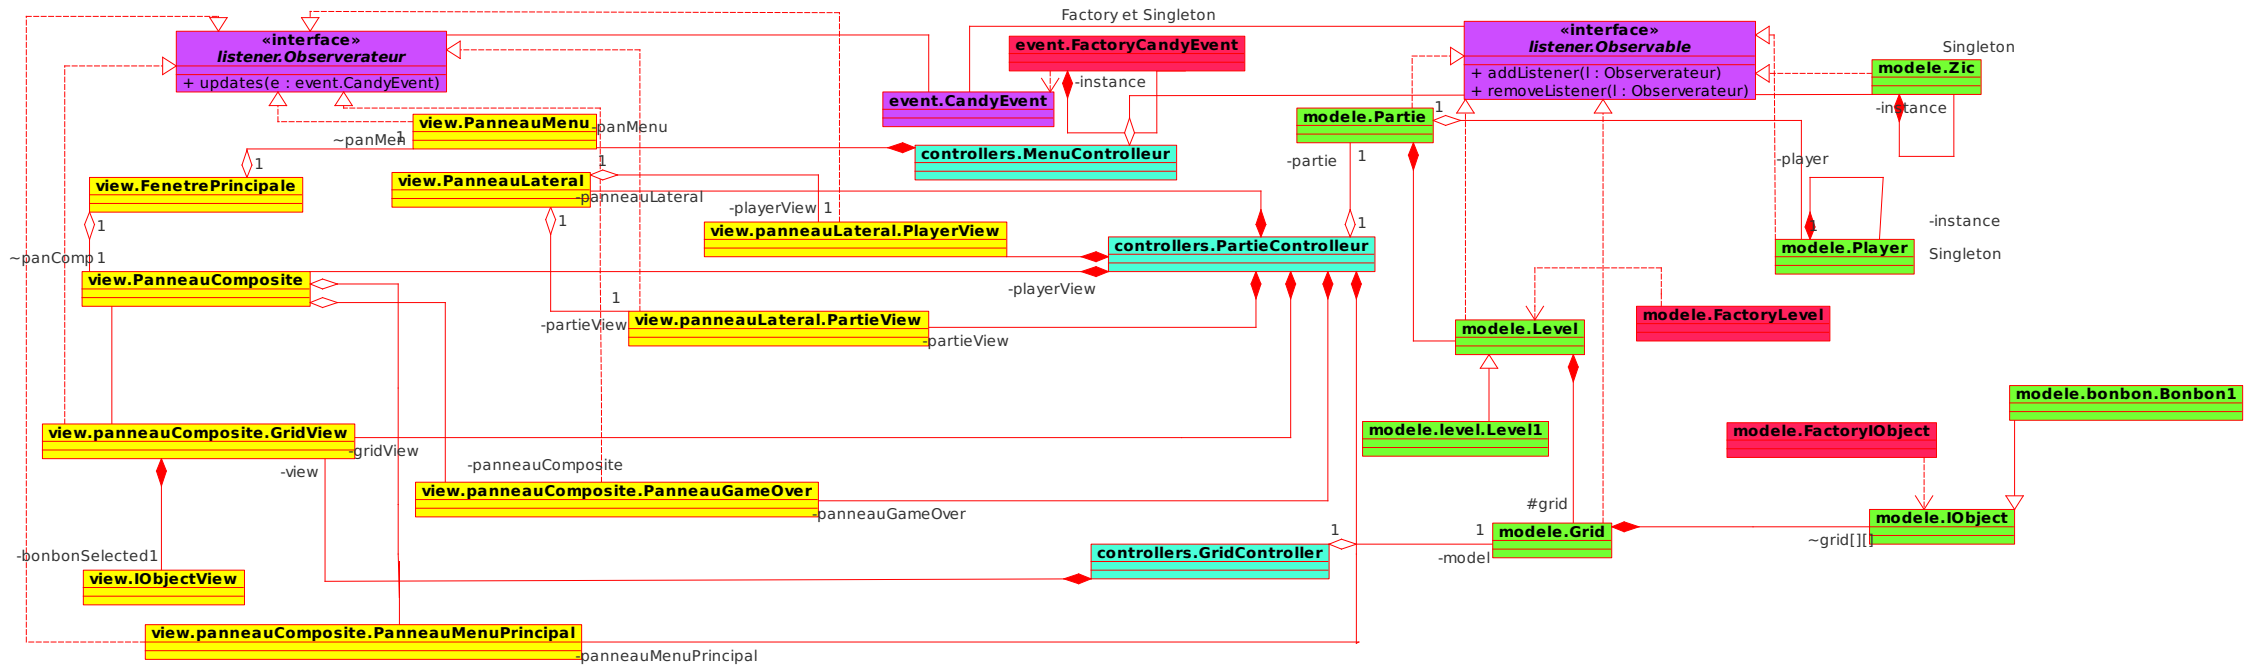 Factory et Singleton
«interface»
listener.Observerateur
+ updates(e : event.CandyEvent)
event.FactoryCandyEvent
-instance
event.CandyEvent
«interface»
listener.Observable
+ addListener(l : Observerateur)
+ removeListener(l : Observerateur)
Singleton
modele.Zic
-instance
view.PanneauMenu
-panMenu
~panMen
1
1
modele.Partie
1
-partie
1
-player
controllers.MenuControlleur
view.FenetrePrincipale
1
view.PanneauLateral
1
-panneauLateral
1
-playerView
1
view.panneauLateral.PlayerView
controllers.PartieControlleur
1
-instance
1
modele.Player
Singleton
~panComp
1
view.PanneauComposite
-playerView
1
-partieView
view.panneauLateral.PartieView
-partieView
modele.FactoryLevel
modele.Level
modele.bonbon.Bonbon1
modele.level.Level1
modele.FactoryIObject
view.panneauComposite.GridView
-gridView
-view
-panneauComposite
view.panneauComposite.PanneauGameOver
-panneauGameOver
#grid
modele.Grid
modele.IObject
~grid[][]
1
1
-model
controllers.GridController
-bonbonSelected
1
view.IObjectView
view.panneauComposite.PanneauMenuPrincipal
-panneauMenuPrincipal